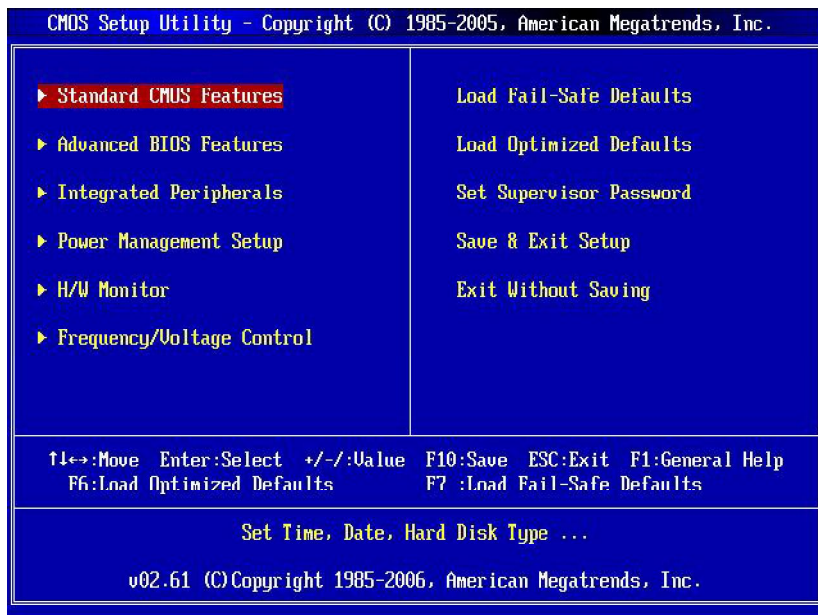 CMOS Setup Utility - Copyright (C) 1985-2005, American Megatrends, Inc.
▶ Standard CMOS Features
▶ Advanced BIOS Features
▶ Integrated Peripherals
▶ Power Management Setup
▶ H/W Monitor
▶ Frequency/Voltage Control
Load Fail-Safe Defaults
Load Optimized Defaults
Set Supervisor Password
Save & Exit Setup
Exit Without Saving
↑↓←→:Move Enter:Select +/-/:Value F10:Save ESC:Exit F1:General Help
F6:Load Optimized Defaults F7 :Load Fail-Safe Defaults
Set Time, Date, Hard Disk Type ...
v02.61 (C)Copyright 1985-2006, American Megatrends, Inc.